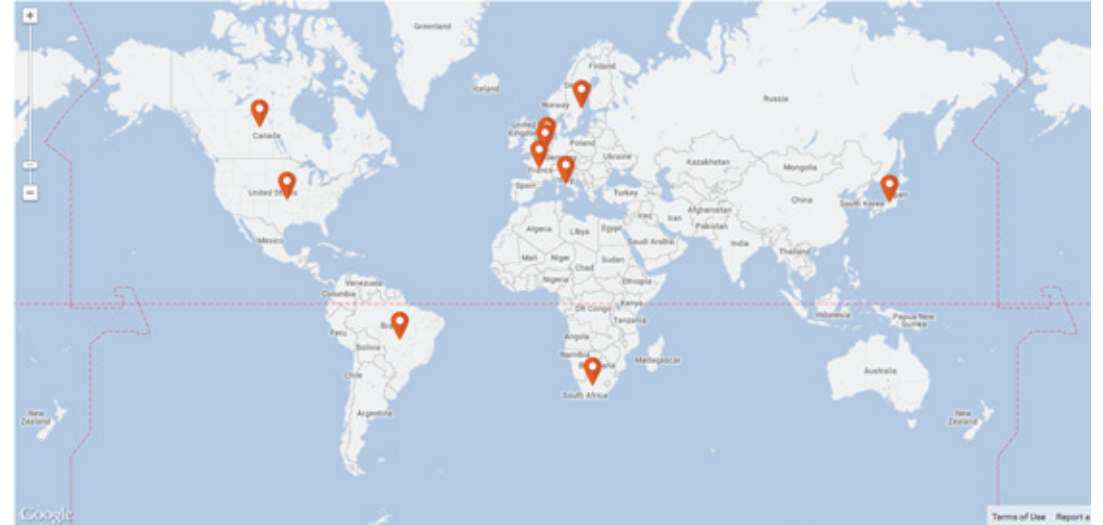 +
Greenland
Iceland
Finland
Norway
Russia
Canada
United
Kingdom
Poland
Ukraine
France
Kazakhstan
Mongolia
Spain
Turkey
China
South Korea
Afghanistan
Iraq
Iran
Pakistan
Algeria
Libya
Egypt
Saudi Arabia
India
Mexico
Mali
Niger
Chad
Sudan
Thailand
Nigeria
Ethiopia
Venezuela
Colombia
DR Congo
Kenya
Tanzania
Indonesia
Papua New
Guinea
Peru
Bolivia
Angola
Namibia
Madagascar
Chile
South Africa
Australia
Argentina
New
Zealand
New
Zealand
Google
Terms of Use
Report a